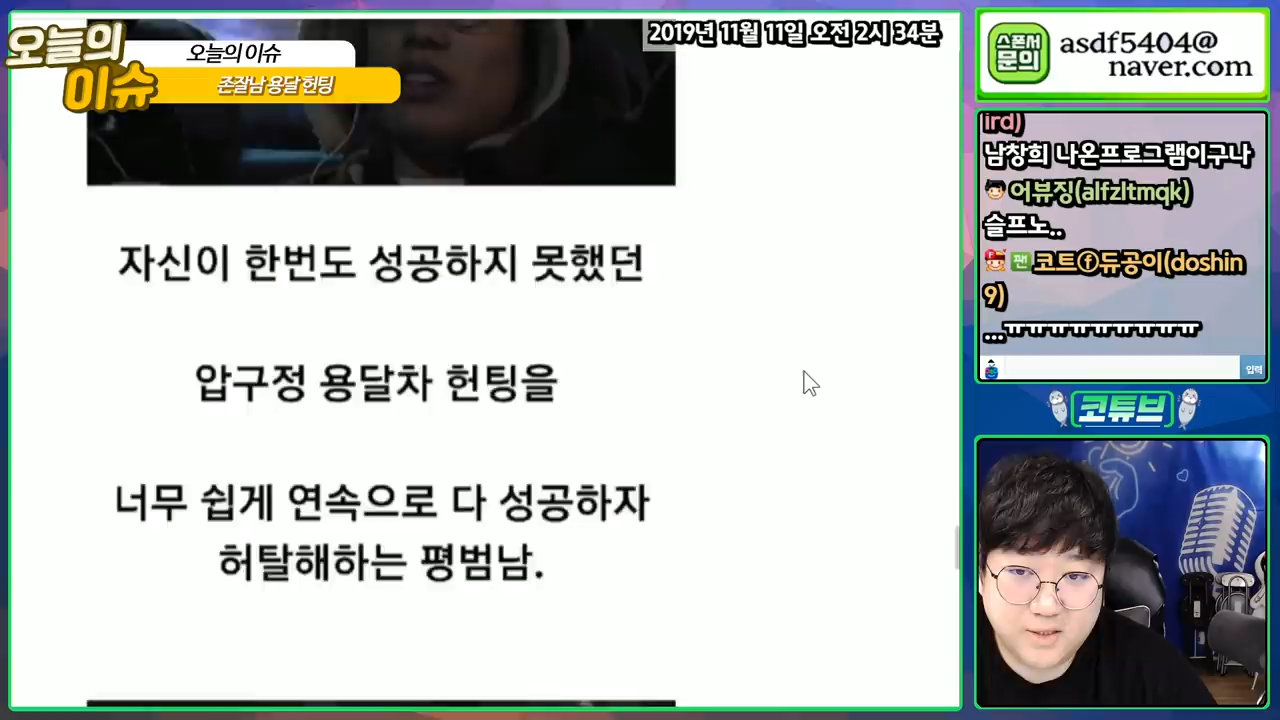 오늘의
이슈
오늘의 이슈
존잘남 용달 헌팅
2019년 11월 11일 오전 2시 34분
자신이 한번도 성공하지 못했던
압구정 용달차 헌팅을
너무 쉽게 연속으로 다 성공하자
허탈해하는 평범남.
스폰서
문의
asdf5404@
naver.com
ird)
남창희 나온프로그램이구나
어뷰징(alfzltmqk)
슬프노..
팬 코트ⓕ듀공이(doshin
9)
...ㅠㅠㅠㅠㅠㅠㅠㅠㅠ
입력
코튜브